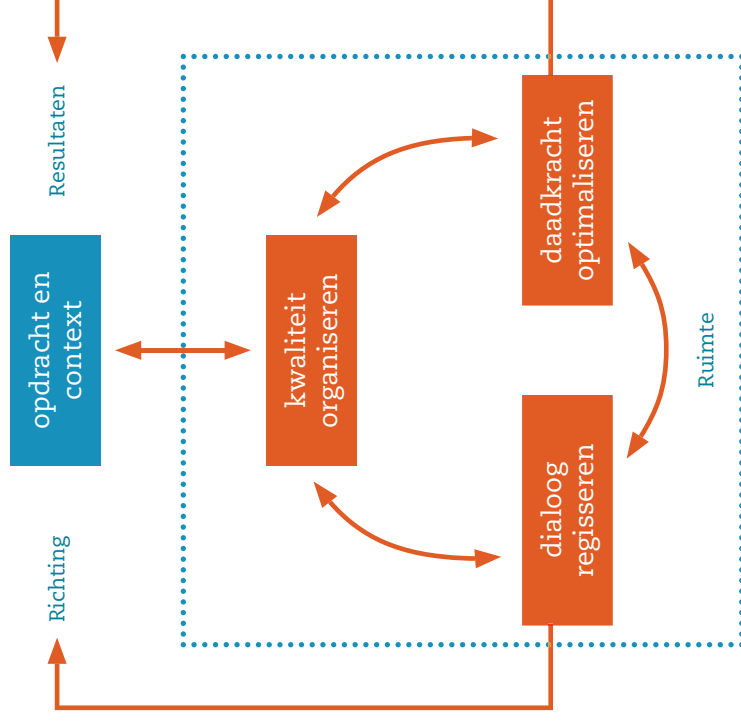 Richting
opdracht en
context
Resultaten
kwaliteit
organiseren
dialoog
regisseren
daadkracht
optimaliseren
Ruimte